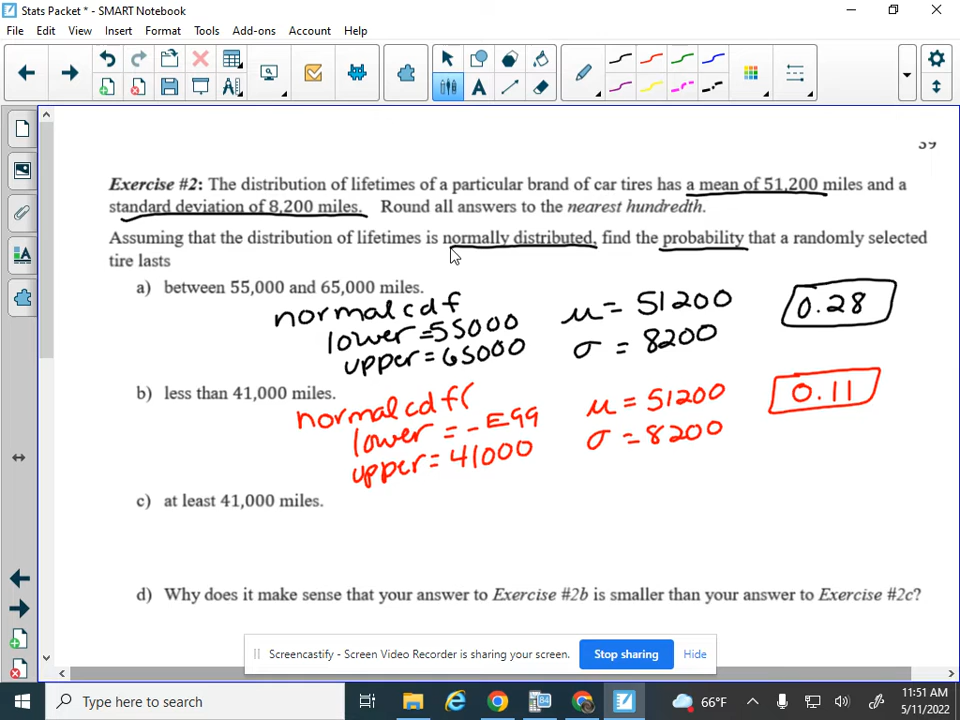 Stats Packet * - SMART Notebook
File Edit View Insert Format Tools Add-ons Account Help
Exercise #2: The distribution of lifetimes of a particular brand of car tires has a mean of 51,200 miles and a
standard deviation of 8,200 miles. Round all answers to the nearest hundredth.
Assuming that the distribution of lifetimes is normally distributed, find the probability that a randomly selected
tire lasts
a) between 55,000 and 65,000 miles.
normalcdf
lower =55000
upper = 65000
μ = 51200
σ = 8200
0.28
b) less than 41,000 miles.
normalcdf(
lower = -E99
upper = 41000
μ = 51200
σ = 8200
0.11
c) at least 41,000 miles.
d) Why does it make sense that your answer to Exercise #2b is smaller than your answer to Exercise #2c?
Screencastify - Screen Video Recorder is sharing your screen. Stop sharing Hide
Type here to search
66°F
11:51 AM
5/11/2022